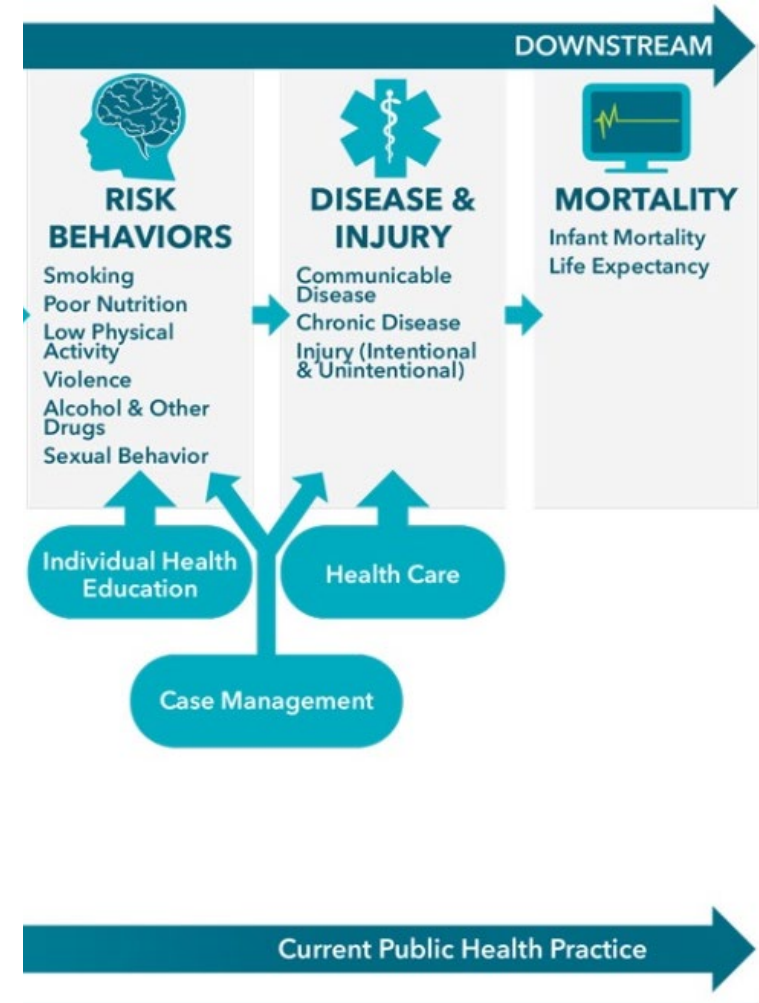 DOWNSTREAM
RISK
BEHAVIORS
Smoking
Poor Nutrition
Low Physical
Activity
Violence
Alcohol & Other
Drugs
Sexual Behavior
DISEASE &
INJURY
Communicable
Disease
Chronic Disease
Injury (Intentional
& Unintentional)
MORTALITY
Infant Mortality
Life Expectancy
Individual Health
Education
Health Care
Case Management
Current Public Health Practice